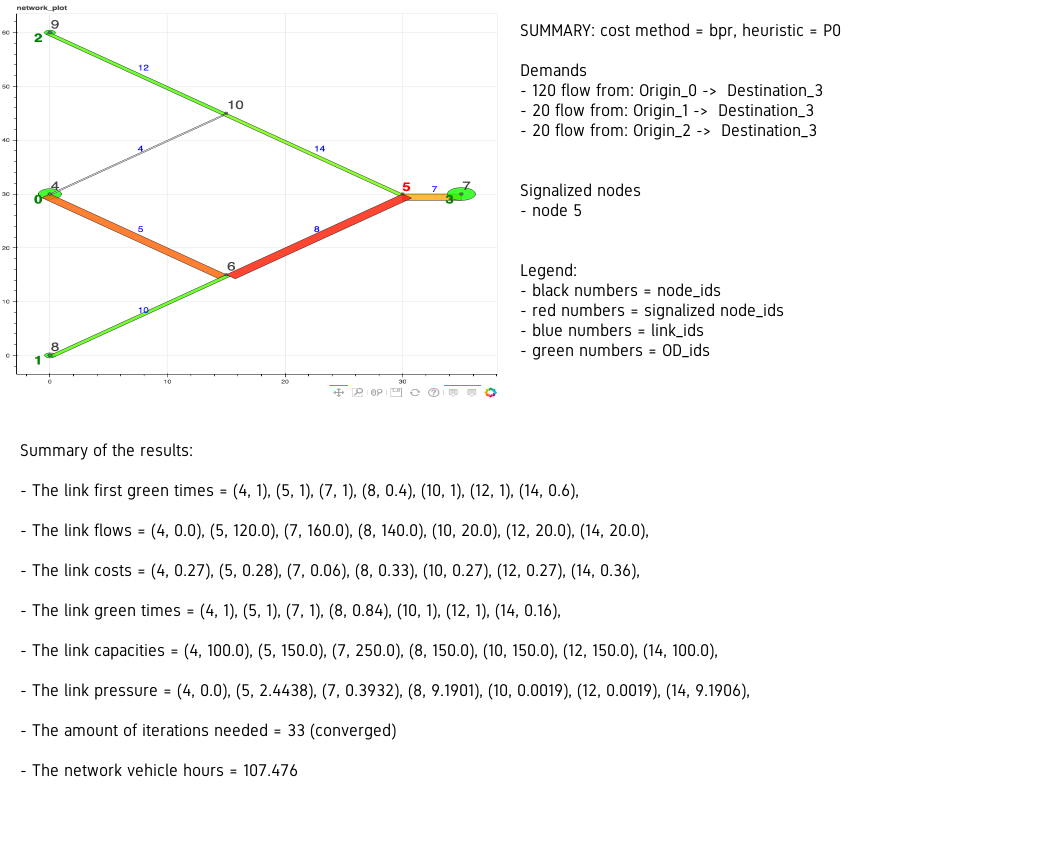 network_plot
60
50
40
30
20
10
0
0
10
20
30
9
2
12
10
4
14
4
0
5
7
7
3
5
8
6
10
8
1
SUMMARY: cost method = bpr, heuristic = P0
Demands
- 120 flow from: Origin_0 -> Destination_3
- 20 flow from: Origin_1 -> Destination_3
- 20 flow from: Origin_2 -> Destination_3
Signalized nodes
- node 5
Legend:
- black numbers = node_ids
- red numbers = signalized node_ids
- blue numbers = link_ids
- green numbers = OD_ids
Summary of the results:
- The link first green times = (4, 1), (5, 1), (7, 1), (8, 0.4), (10, 1), (12, 1), (14, 0.6),
- The link flows = (4, 0.0), (5, 120.0), (7, 160.0), (8, 140.0), (10, 20.0), (12, 20.0), (14, 20.0),
- The link costs = (4, 0.27), (5, 0.28), (7, 0.06), (8, 0.33), (10, 0.27), (12, 0.27), (14, 0.36),
- The link green times = (4, 1), (5, 1), (7, 1), (8, 0.84), (10, 1), (12, 1), (14, 0.16),
- The link capacities = (4, 100.0), (5, 150.0), (7, 250.0), (8, 150.0), (10, 150.0), (12, 150.0), (14, 100.0),
- The link pressure = (4, 0.0), (5, 2.4438), (7, 0.3932), (8, 9.1901), (10, 0.0019), (12, 0.0019), (14, 9.1906),
- The amount of iterations needed = 33 (converged)
- The network vehicle hours = 107.476